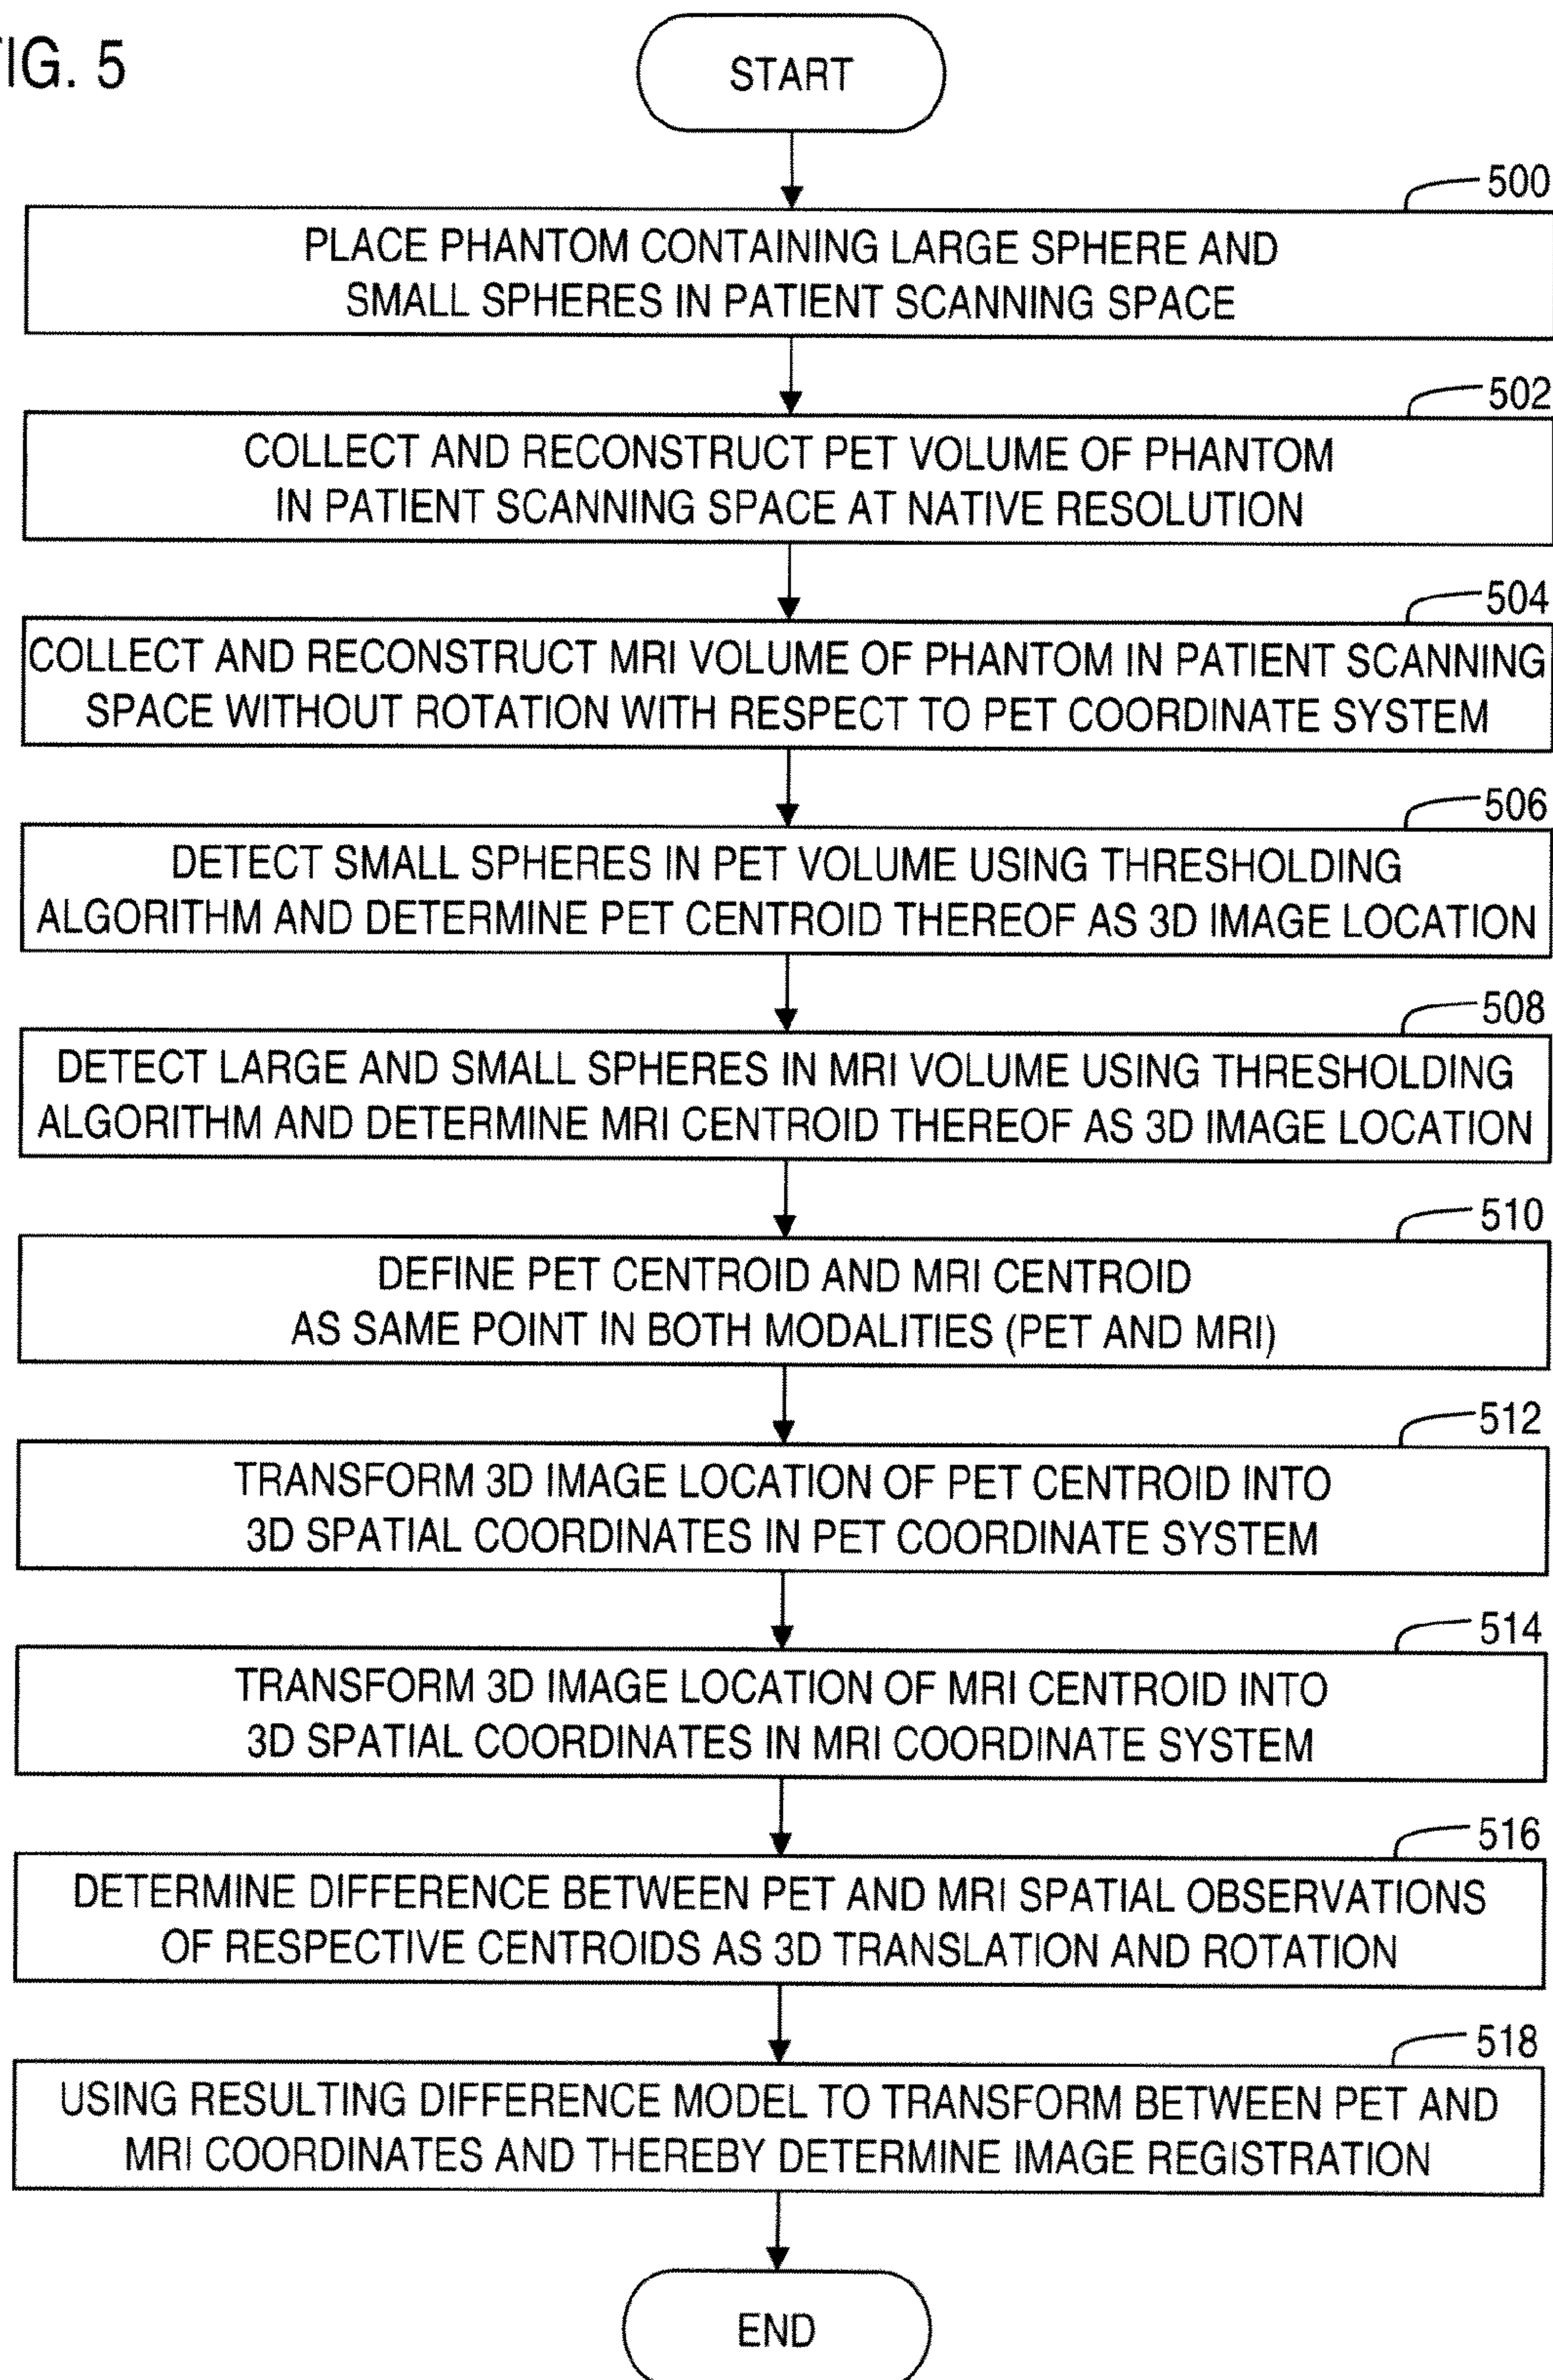 FIG. 5
START
500
PLACE PHANTOM CONTAINING LARGE SPHERE AND
SMALL SPHERES IN PATIENT SCANNING SPACE
502
COLLECT AND RECONSTRUCT PET VOLUME OF PHANTOM
IN PATIENT SCANNING SPACE AT NATIVE RESOLUTION
504
COLLECT AND RECONSTRUCT MRI VOLUME OF PHANTOM IN PATIENT SCANNING
SPACE WITHOUT ROTATION WITH RESPECT TO PET COORDINATE SYSTEM
506
DETECT SMALL SPHERES IN PET VOLUME USING THRESHOLDING
ALGORITHM AND DETERMINE PET CENTROID THEREOF AS 3D IMAGE LOCATION
508
DETECT LARGE AND SMALL SPHERES IN MRI VOLUME USING THRESHOLDING
ALGORITHM AND DETERMINE MRI CENTROID THEREOF AS 3D IMAGE LOCATION
510
DEFINE PET CENTROID AND MRI CENTROID
AS SAME POINT IN BOTH MODALITIES (PET AND MRI)
512
TRANSFORM 3D IMAGE LOCATION OF PET CENTROID INTO
3D SPATIAL COORDINATES IN PET COORDINATE SYSTEM
514
TRANSFORM 3D IMAGE LOCATION OF MRI CENTROID INTO
3D SPATIAL COORDINATES IN MRI COORDINATE SYSTEM
516
DETERMINE DIFFERENCE BETWEEN PET AND MRI SPATIAL OBSERVATIONS
OF RESPECTIVE CENTROIDS AS 3D TRANSLATION AND ROTATION
518
USING RESULTING DIFFERENCE MODEL TO TRANSFORM BETWEEN PET AND
MRI COORDINATES AND THEREBY DETERMINE IMAGE REGISTRATION
END